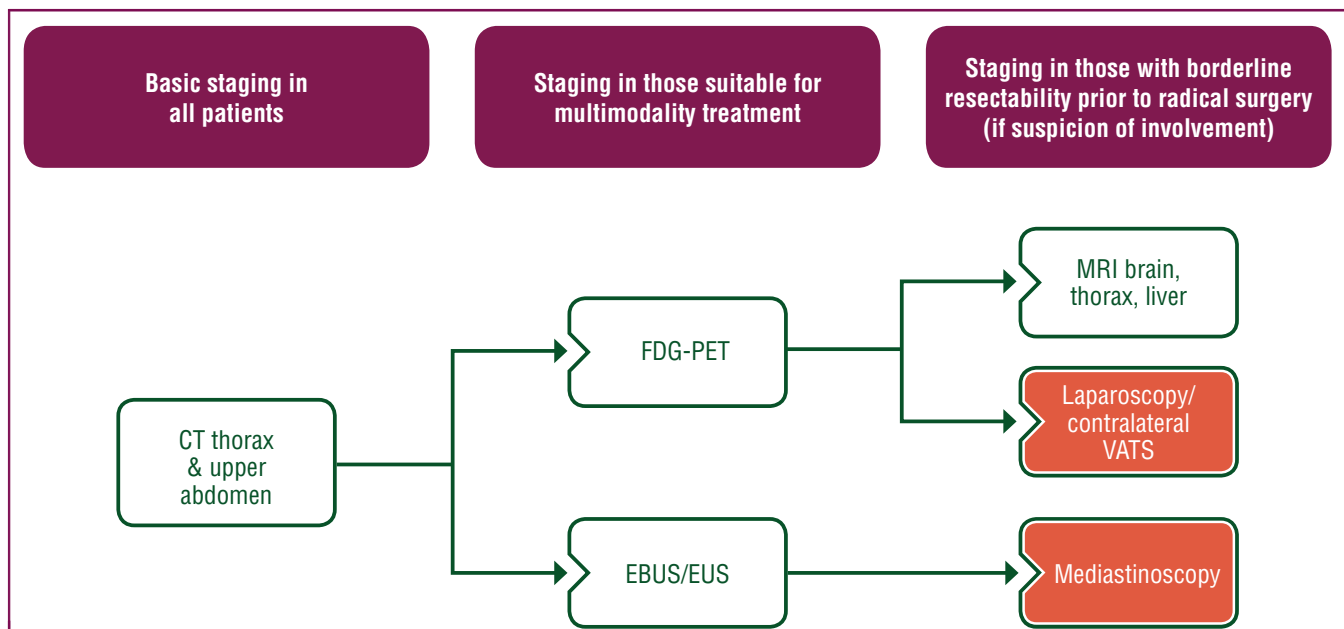 Basic staging in
all patients
Staging in those suitable for
multimodality treatment
Staging in those with borderline
resectability prior to radical surgery
(if suspicion of involvement)
CT thorax
& upper
abdomen
FDG-PET
EBUS/EUS
MRI brain,
thorax, liver
Laparoscopy/
contralateral
VATS
Mediastinoscopy